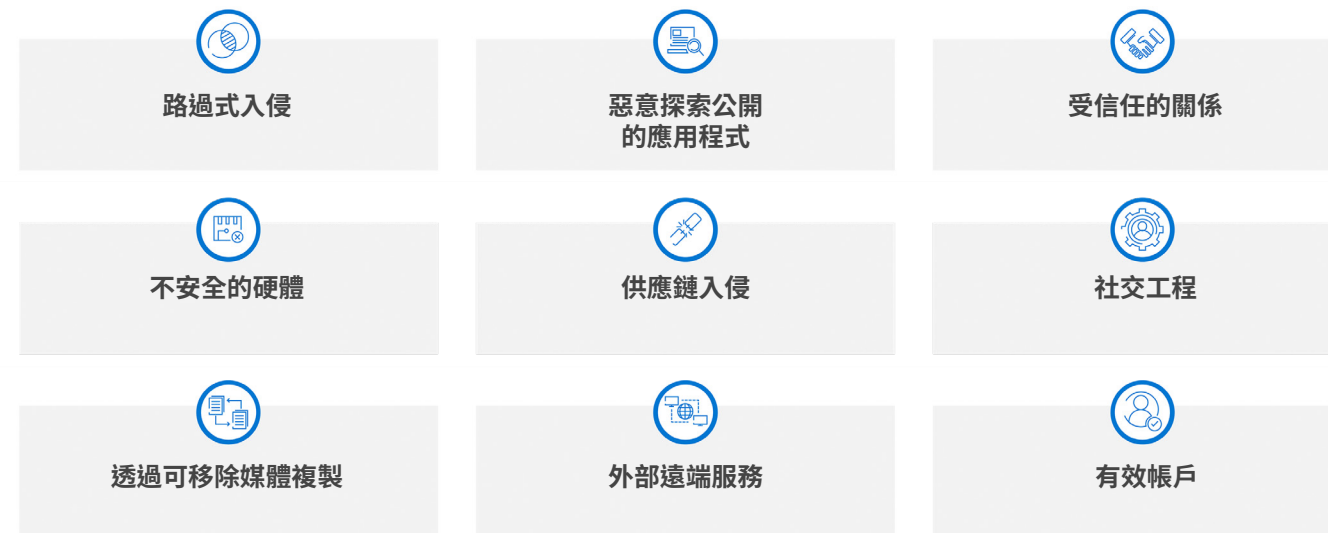 路過式入侵
惡意探索公開
的應用程式
受信任的關係
不安全的硬體
供應鏈入侵
社交工程
透過可移除媒體複製
外部遠端服務
有效帳戶